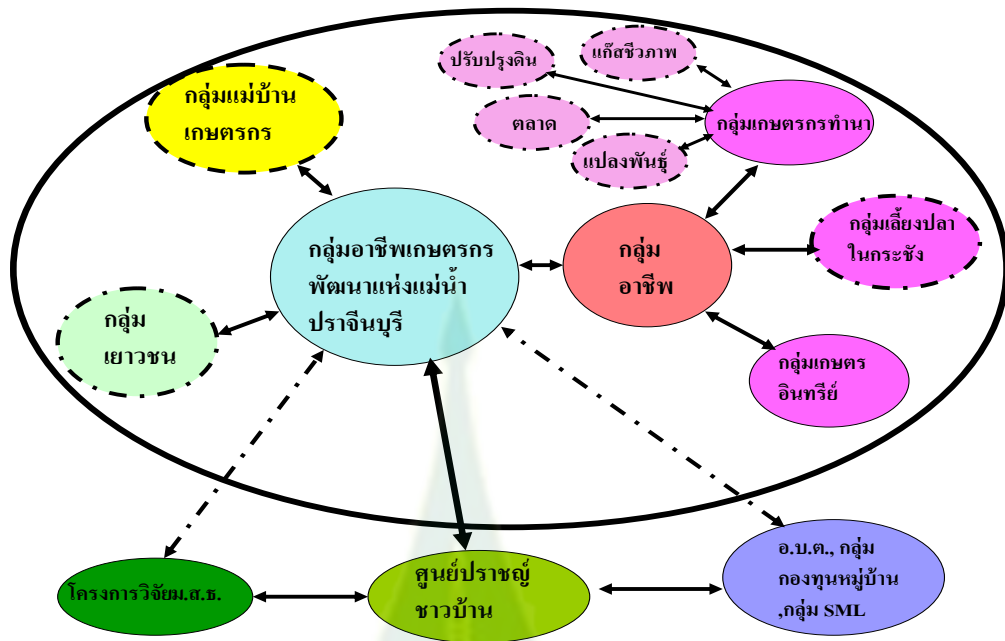 แก๊สชีวภาพ
ปรับปรุงดิน
ตลาด
แปลงพันธุ์
กลุ่มเกษตรกรทำนา
กลุ่มแม่บ้าน
เกษตรกร
กลุ่มอาชีพเกษตรกร
พัฒนาแห่งแม่น้ำ
ปราจีนบุรี
กลุ่ม
อาชีพ
กลุ่มเลี้ยงปลา
ในกระชัง
กลุ่ม
เยาวชน
กลุ่มเกษตร
อินทรีย์
โครงการวิจัยม.ส.ธ.
ศูนย์ปราชญ์
ชาวบ้าน
อ.บ.ต., กลุ่ม
กองทุนหมู่บ้าน
,กลุ่ม SML